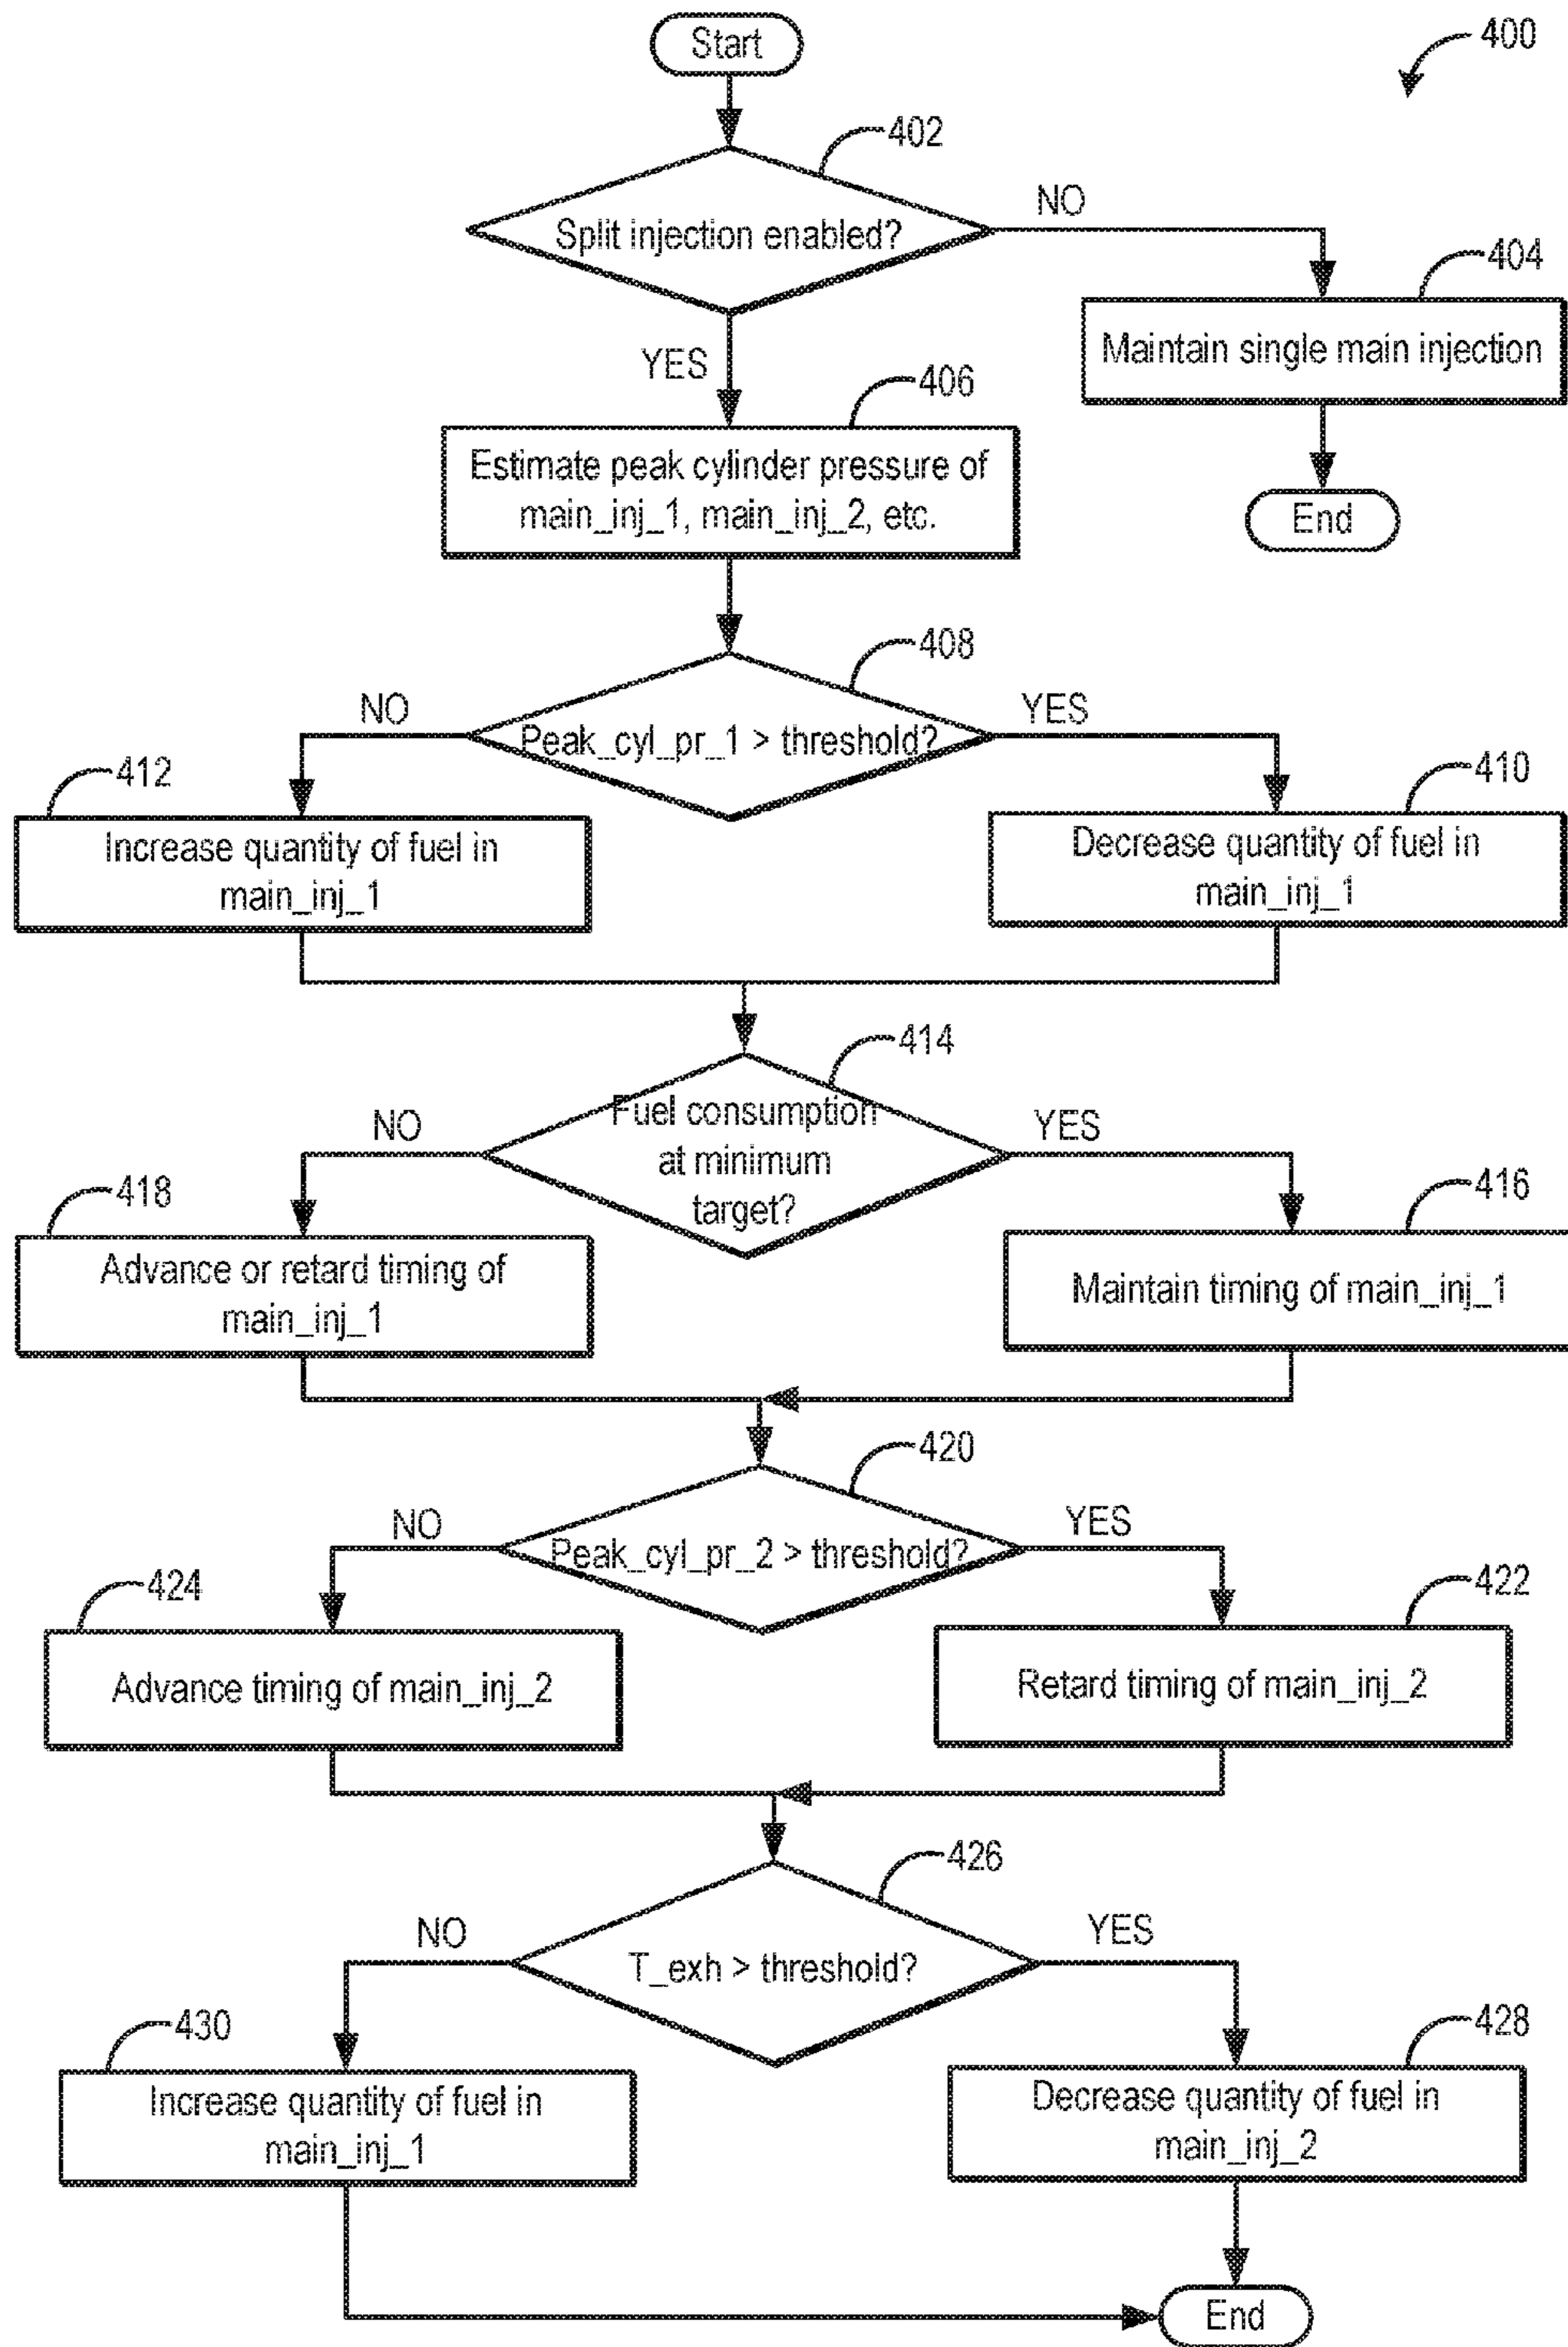 Start
400
402
Split injection enabled?
NO
404
Maintain single main injection
End
YES
406
Estimate peak cylinder pressure of
main_inj_1, main_inj_2, etc.
408
Peak_cyl_pr_1 > threshold?
NO
YES
412
Increase quantity of fuel in
main_inj_1
410
Decrease quantity of fuel in
main_inj_1
414
Fuel consumption
at minimum
target?
NO
YES
418
Advance or retard timing of
main_inj_1
416
Maintain timing of main_inj_1
420
Peak_cyl_pr_2 > threshold?
NO
YES
424
Advance timing of main_inj_2
422
Retard timing of main_inj_2
426
T_exh > threshold?
NO
YES
430
Increase quantity of fuel in
main_inj_1
428
Decrease quantity of fuel in
main_inj_2
End